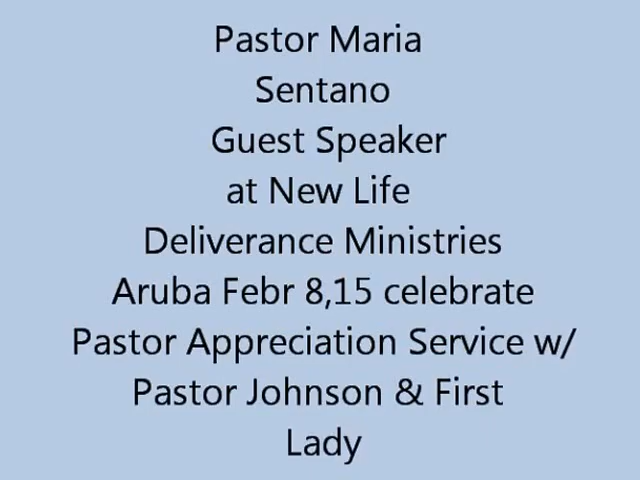 Pastor Maria
Sentano
Guest Speaker
at New Life
Deliverance Ministries
Aruba Febr 8,15 celebrate
Pastor Appreciation Service w/
Pastor Johnson & First
Lady